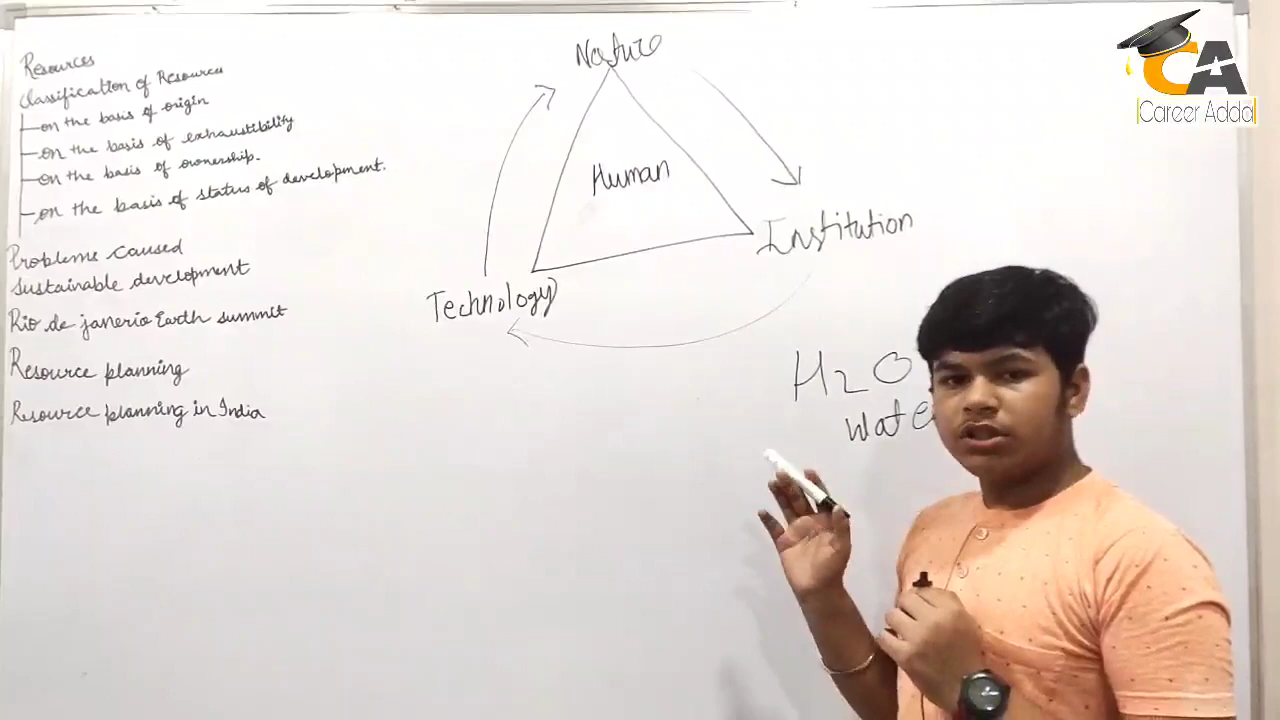 Resources
Classification of Resources
on the basis of origin
on the basis of exhaustibility
on the basis of ownership.
on the basis of status of development.
Problems caused
Sustainable development
Rio de janerio Earth summit
Resource planning
Resource planning in India
Nature
Human
Institution
Technology
H2O
Wate
CA
Career Adda